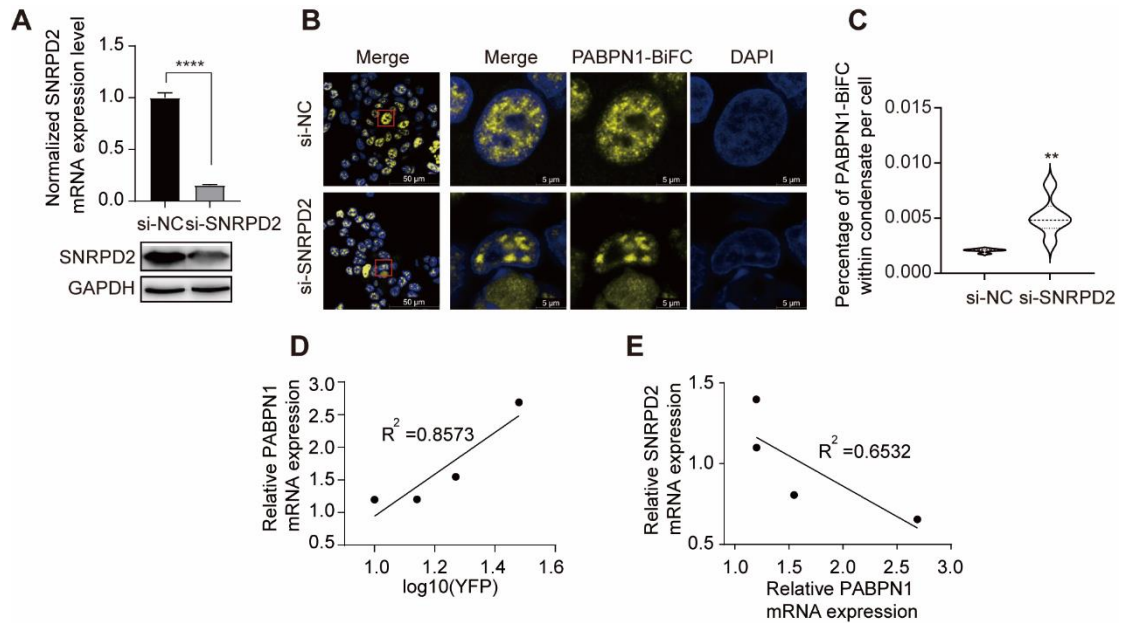 A
Normalized SNRPD2
mRNA expression level
1.5
1.0
0.5
0.0
****
si-NC si-SNRPD2
SNRPD2
GAPDH
B
Merge
Merge
PABPN1-BiFC
DAPI
si-NC
50 µm
5 µm
5 µm
5 µm
si-SNRPD2
50 µm
5 µm
5 µm
5 µm
C
Percentage of PABPN1-BiFC
within condensate per cell
0.015
0.010
0.005
0.000
**
si-NC si-SNRPD2
D
Relative PABPN1
mRNA expression
3.0
2.5
2.0
1.5
1.0
0.5
R² =0.8573
1.0 1.2 1.4 1.6
log10(YFP)
E
Relative SNRPD2
mRNA expression
1.5
1.0
0.5
R² =0.6532
1.0 1.5 2.0 2.5 3.0
Relative PABPN1
mRNA expression